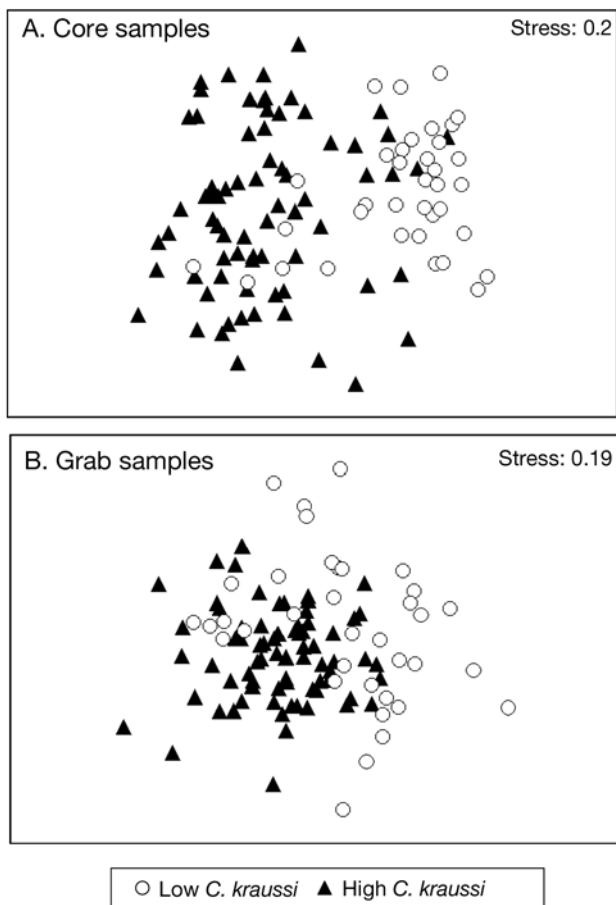 A. Core samples Stress: 0.2
B. Grab samples Stress: 0.19
Low C. kraussi High C. kraussi